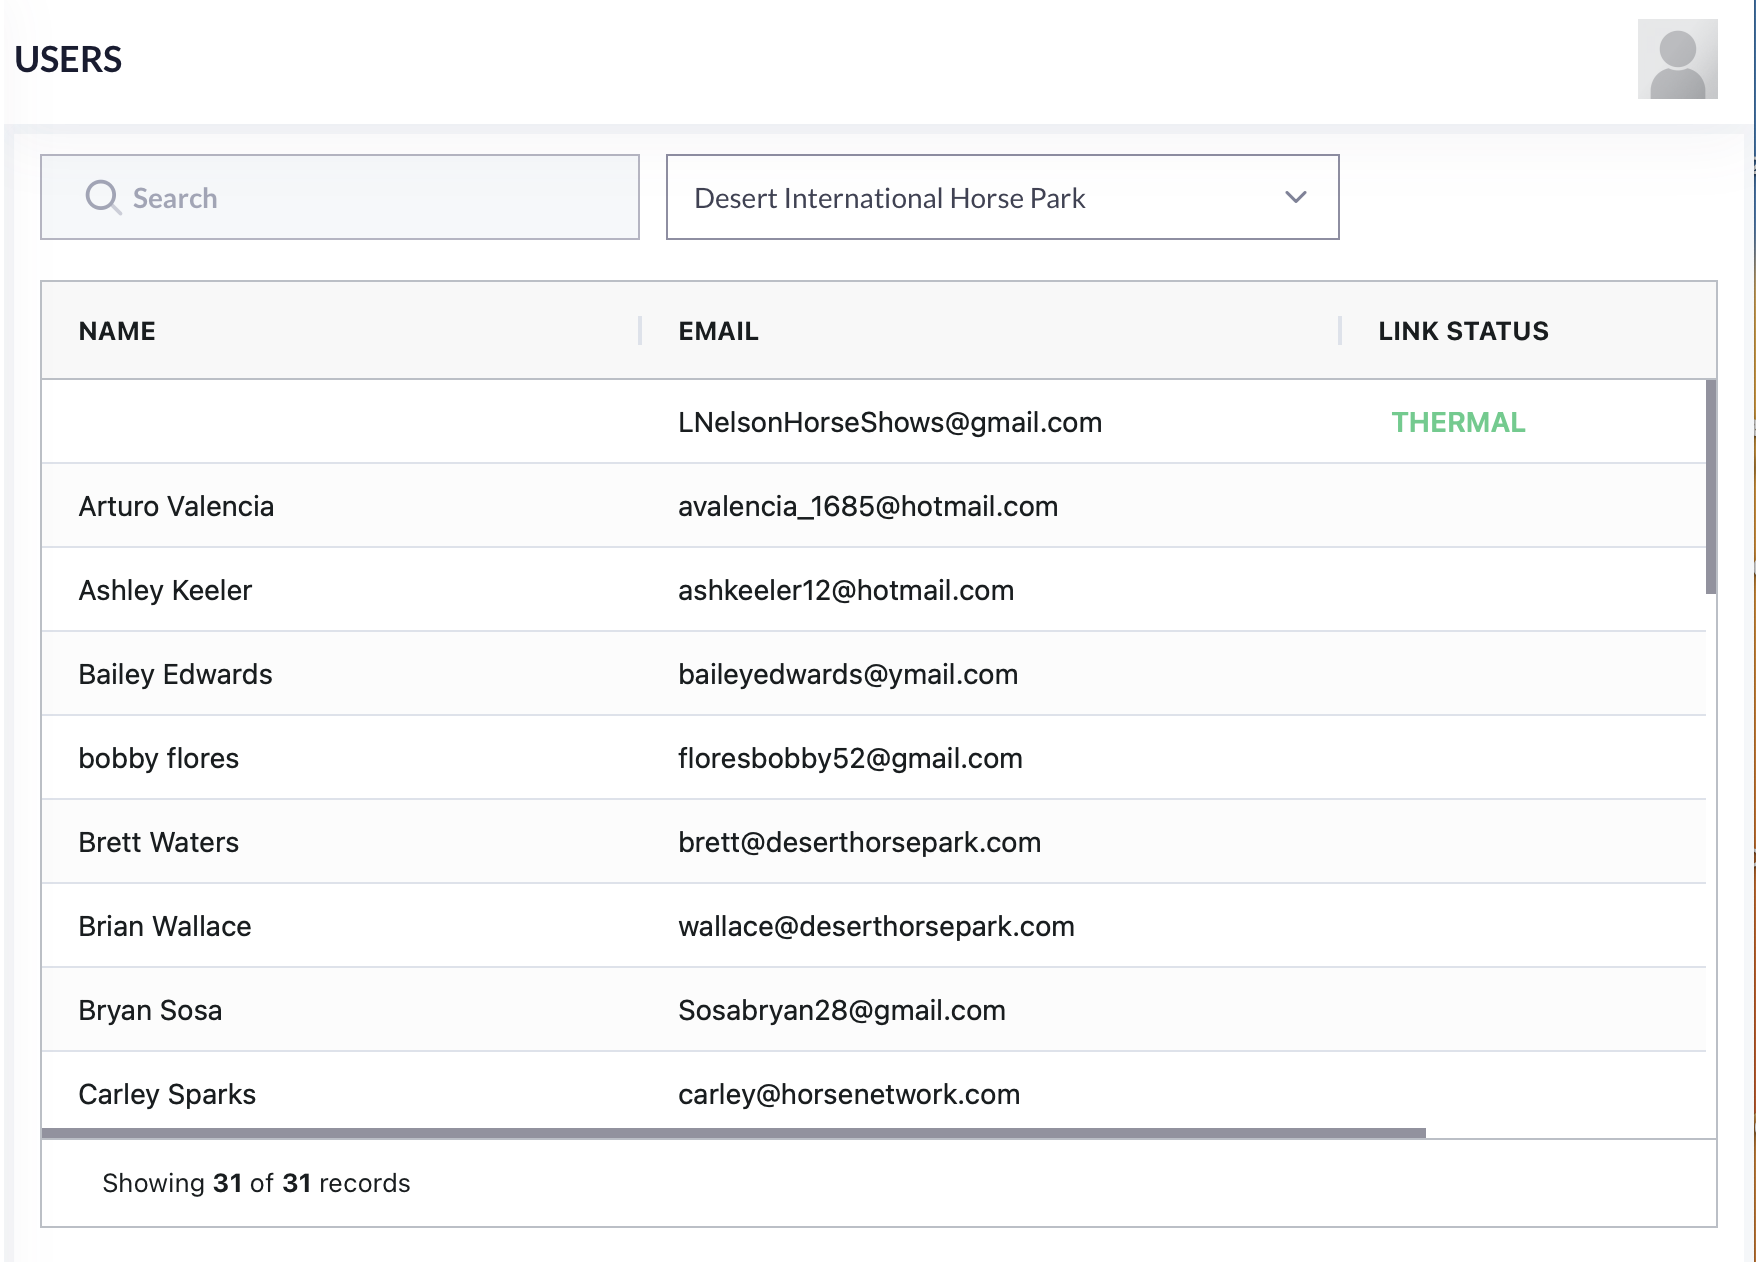 USERS
Search
Desert International Horse Park
NAME EMAIL LINK STATUS
LNelsonHorseShows@gmail.com THERMAL
Arturo Valencia avalencia_1685@hotmail.com
Ashley Keeler ashkeeler12@hotmail.com
Bailey Edwards baileyedwards@ymail.com
bobby flores floresbobby52@gmail.com
Brett Waters brett@deserthorsepark.com
Brian Wallace wallace@deserthorsepark.com
Bryan Sosa Sosabryan28@gmail.com
Carley Sparks carley@horsenetwork.com
Showing 31 of 31 records